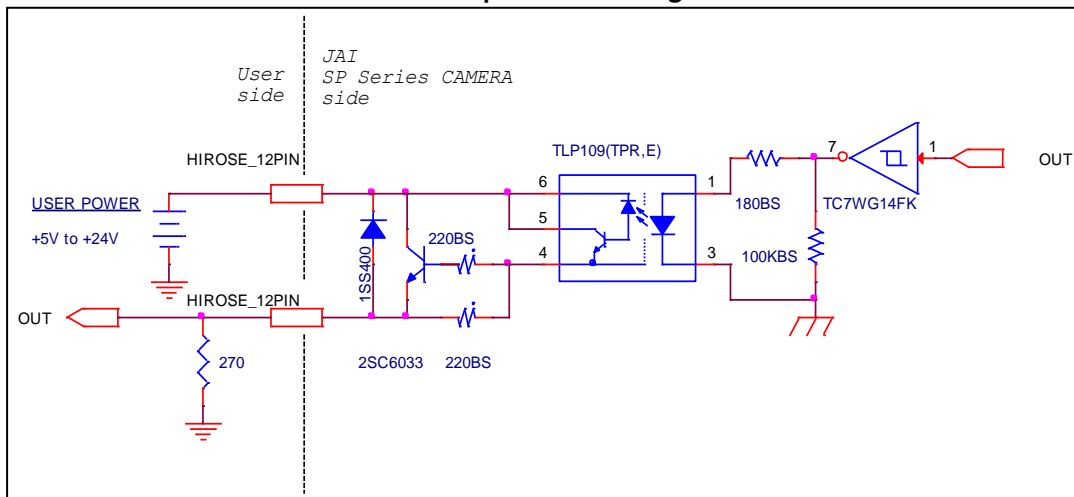 JAI
User SP Series CAMERA
side side
HIROSE_12PIN
TLP109(TPR,E)
7 1
OUT
USER POWER
+5V to +24V
6
5
4
1
3
180BS
TC7WG14FK
100KBS
1SS400
220BS
HIROSE_12PIN
OUT
270
2SC6033
220BS